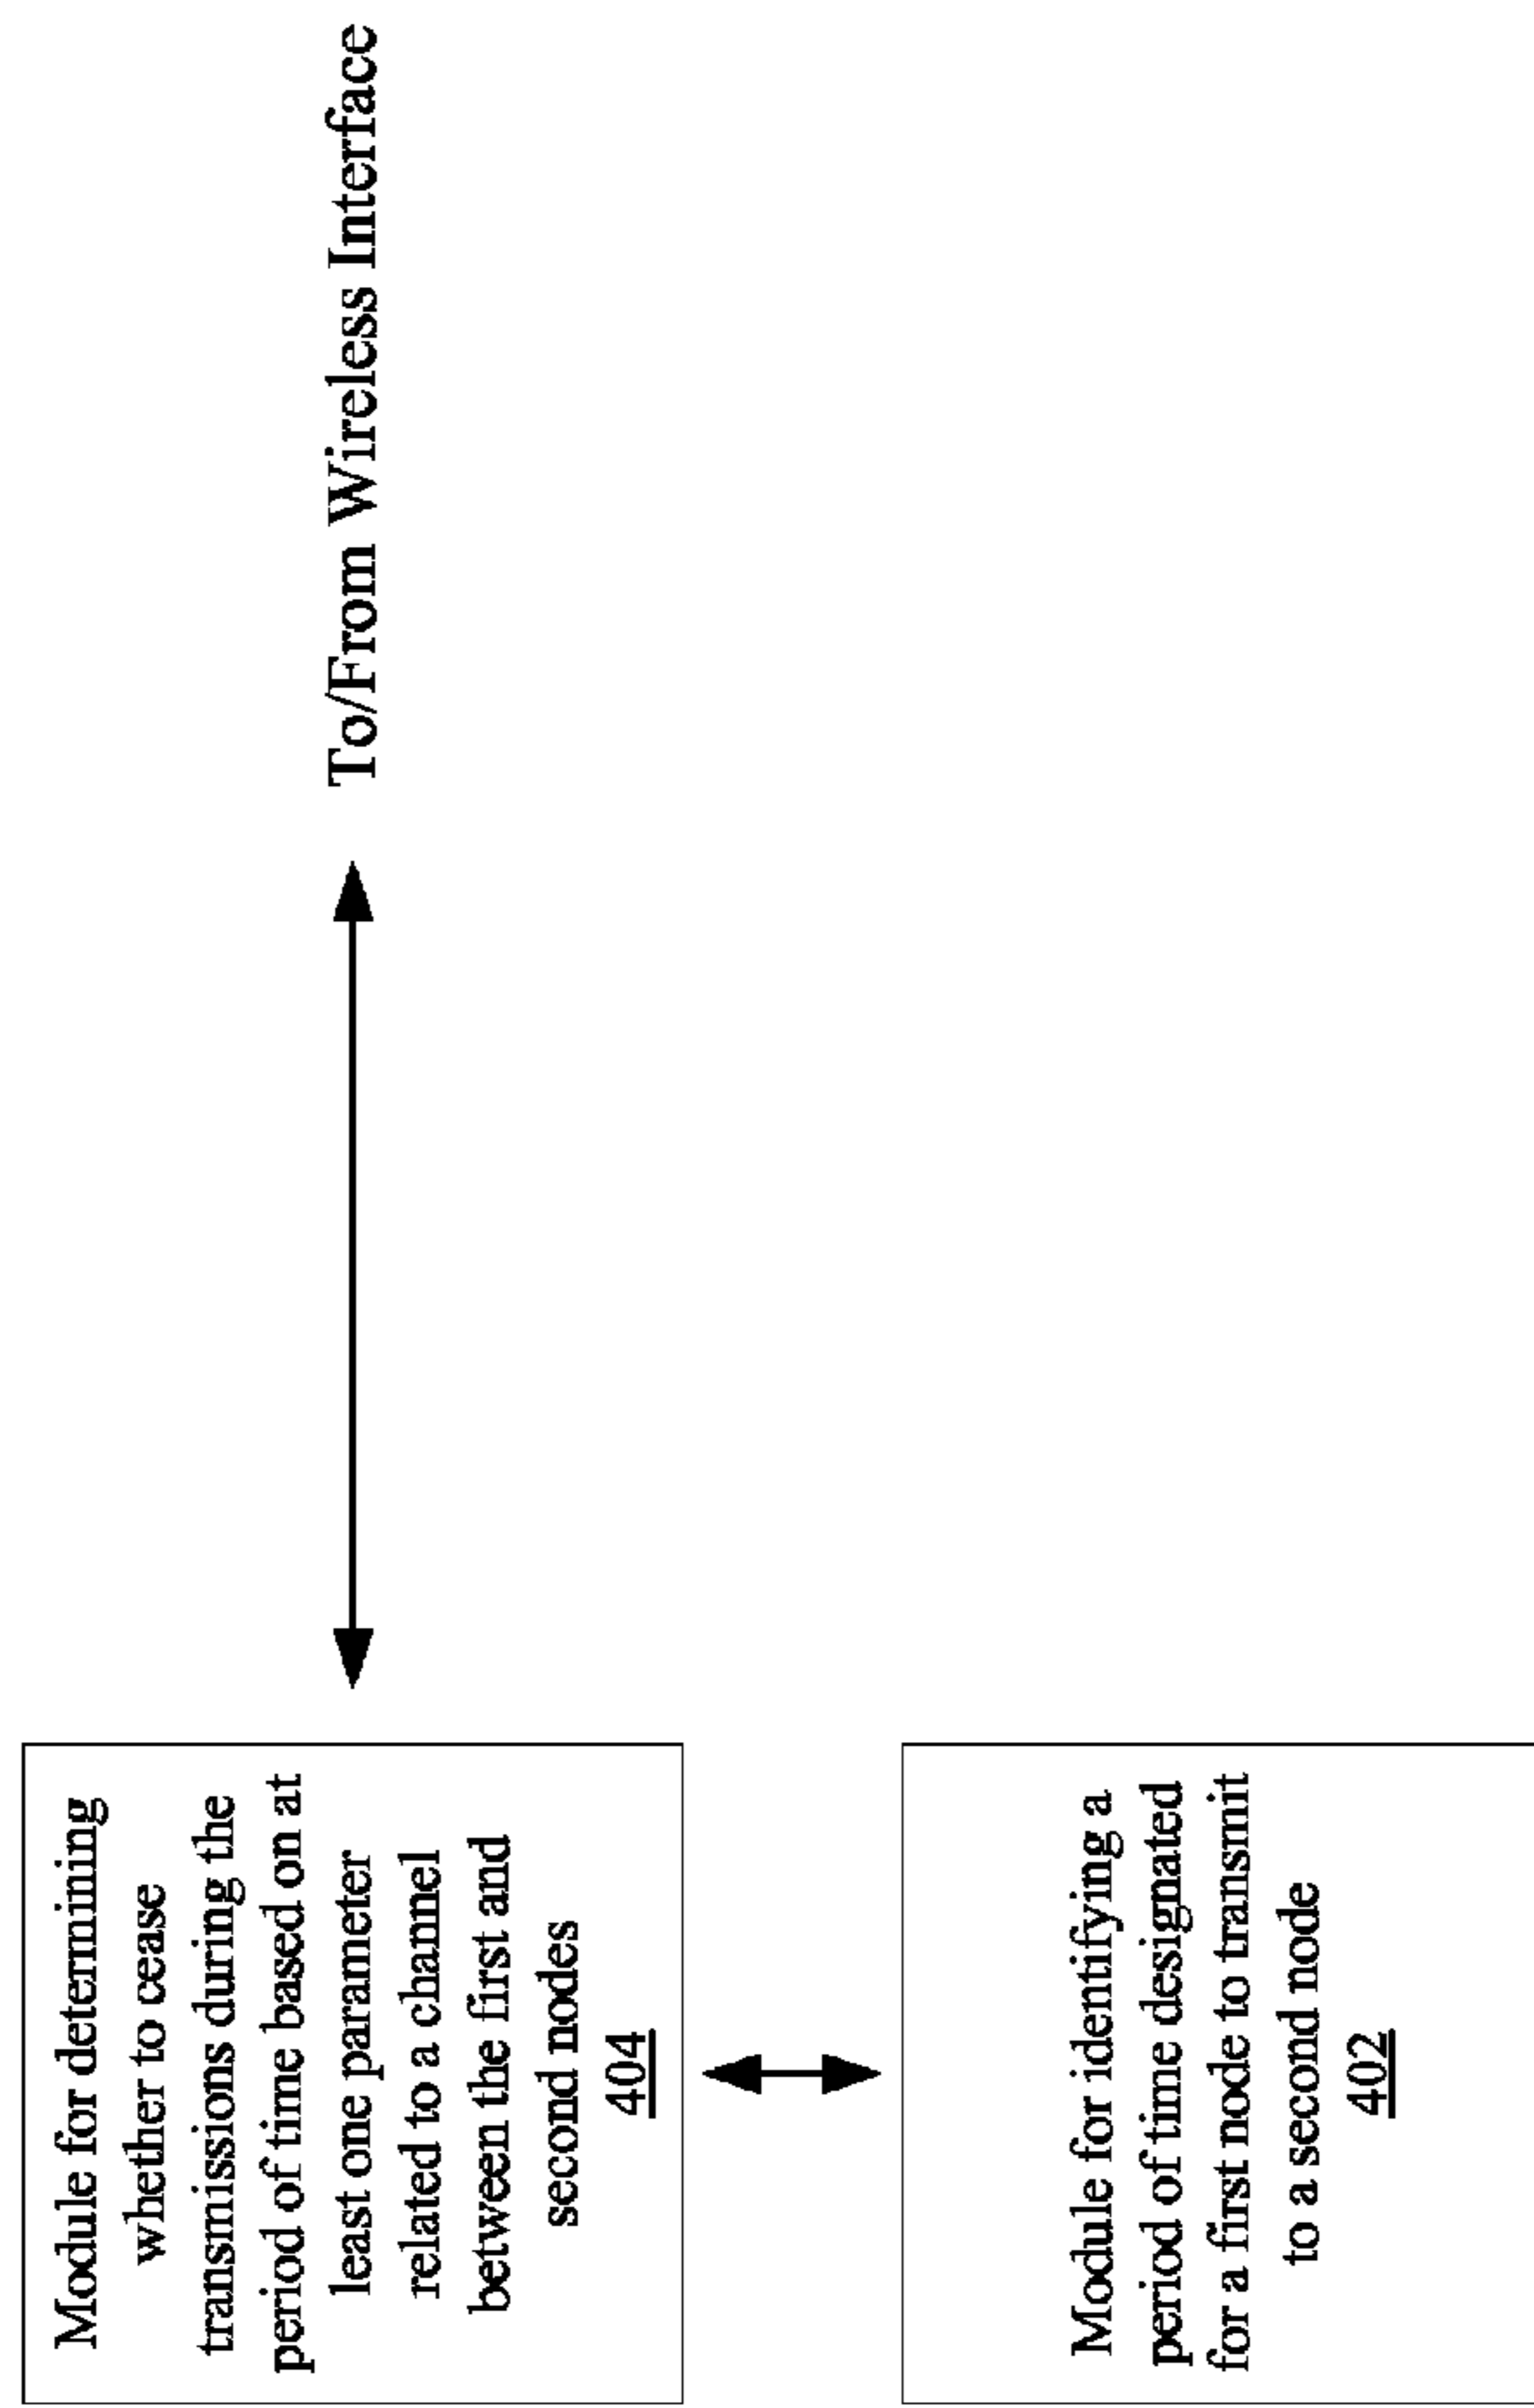 Module for determining
whether to cease
transmissions during the
period of time based on at
least one parameter
related to a channel
between the first and
second nodes
404
To/From Wireless Interface
Module for identifying a
period of time designated
for a first node to transmit
to a second node
402